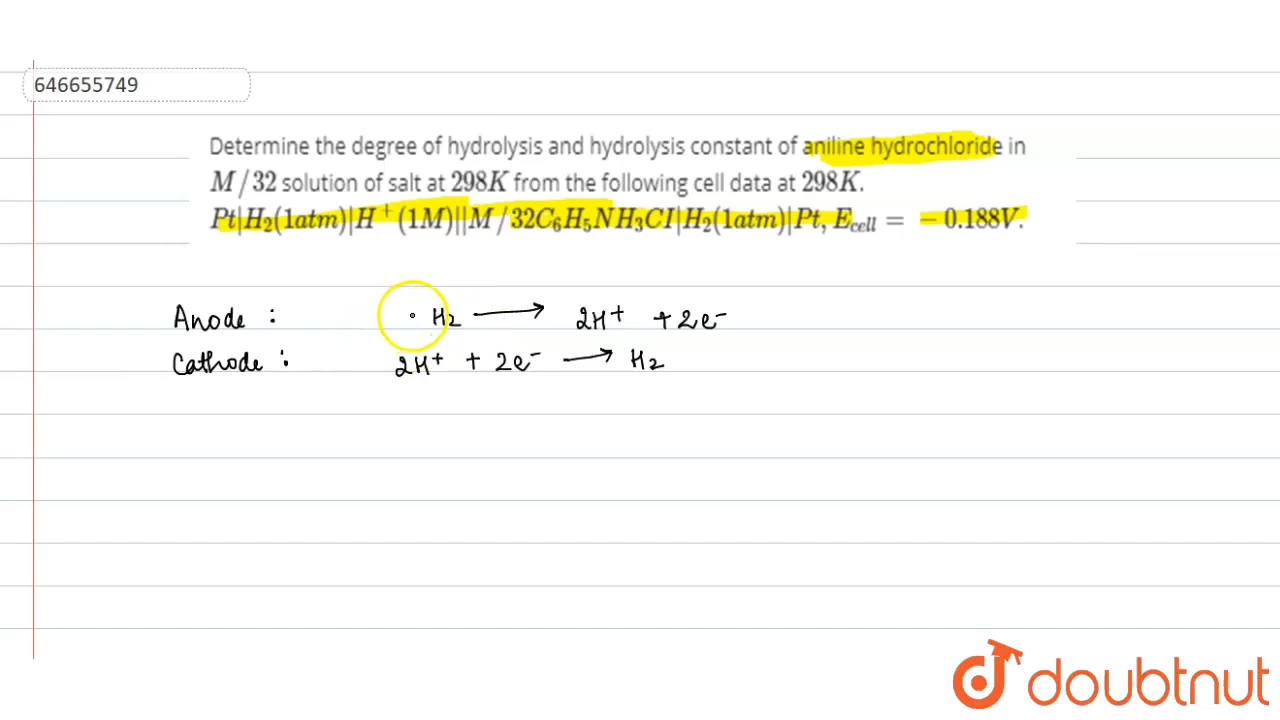 646655749
Determine the degree of hydrolysis and hydrolysis constant of aniline hydrochloride in
M/32 solution of salt at 298K from the following cell data at 298K.
Pt|H₂(1atm)|H⁺(1M)||M/32C₆H₅NH₃CI|H₂(1atm)|Pt, E_cell = −0.188V.
Anode : H₂ ⟶ 2H⁺ + 2e⁻
Cathode : 2H⁺ + 2e⁻ ⟶ H₂
doubtnut